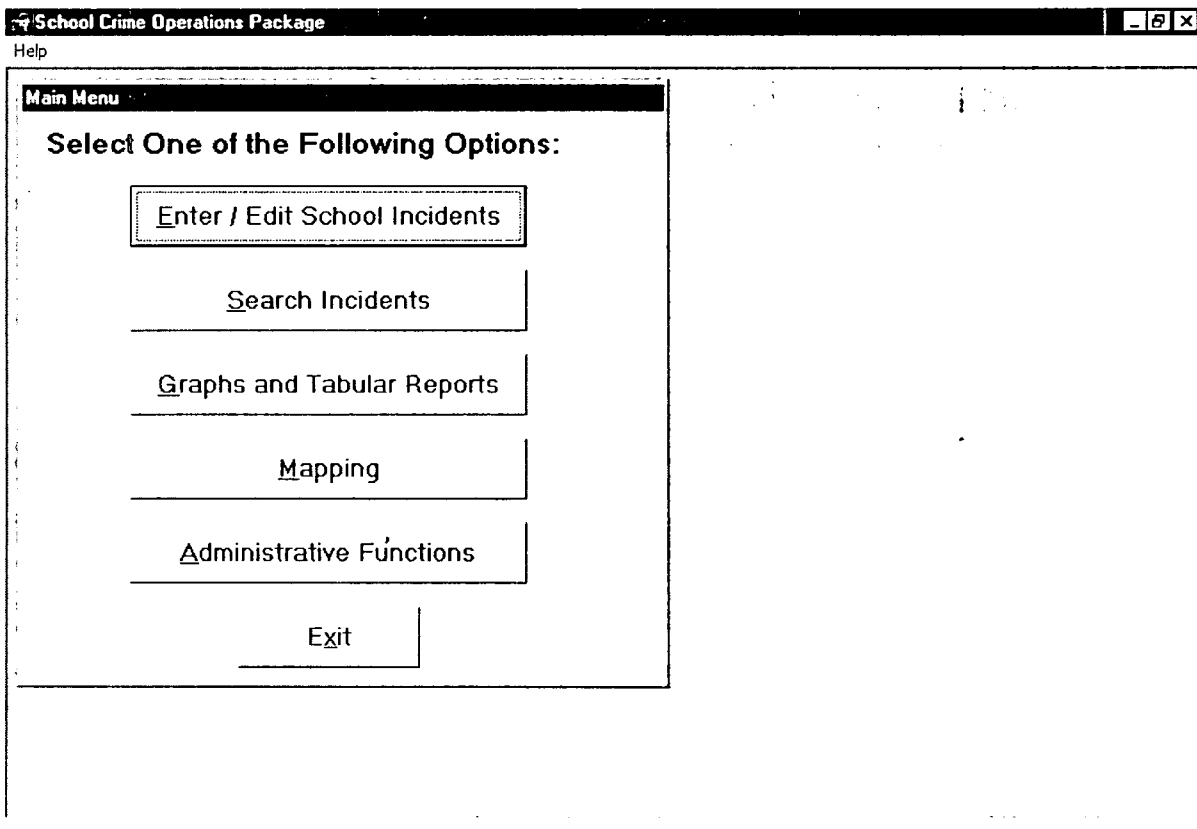 School Crime Operations Package
Help
Main Menu
Select One of the Following Options:
Enter / Edit School Incidents
Search Incidents
Graphs and Tabular Reports
Mapping
Administrative Functions
Exit